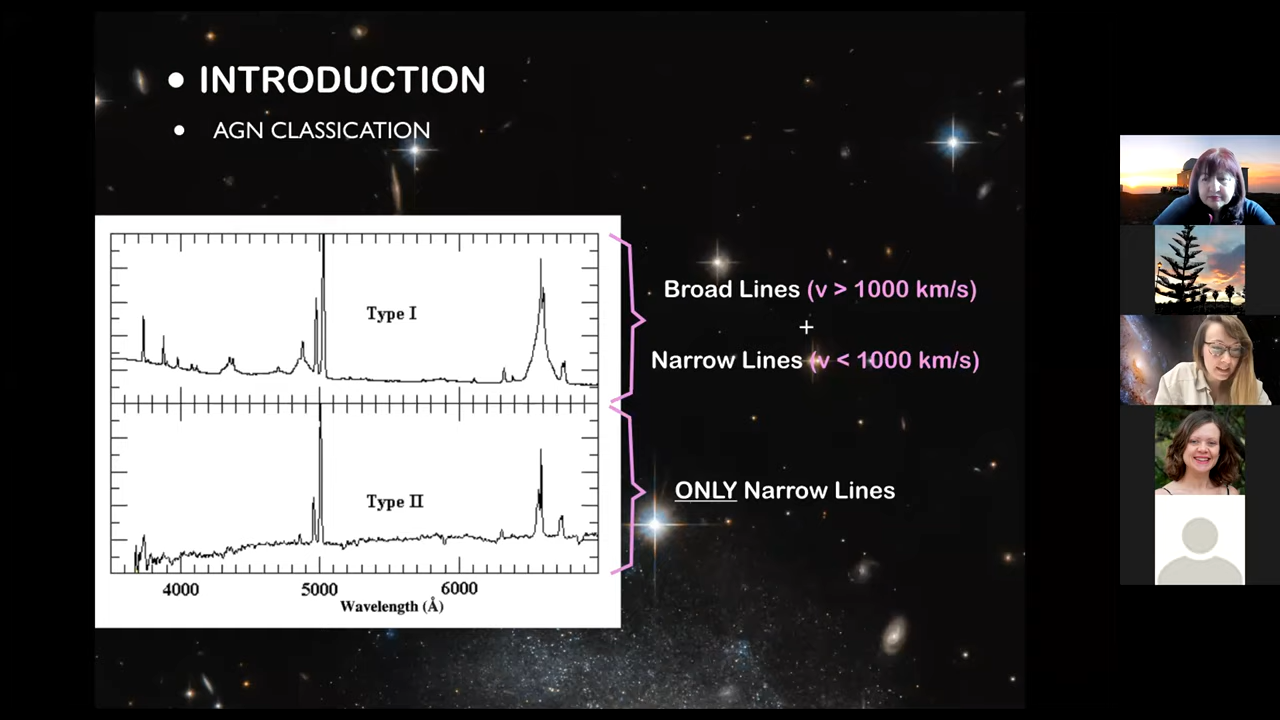 • INTRODUCTION
• AGN CLASSICATION
Type I
Broad Lines (v > 1000 km/s)
+
Narrow Lines (v < 1000 km/s)
Type II
ONLY Narrow Lines
4000 5000 6000
Wavelength (Å)